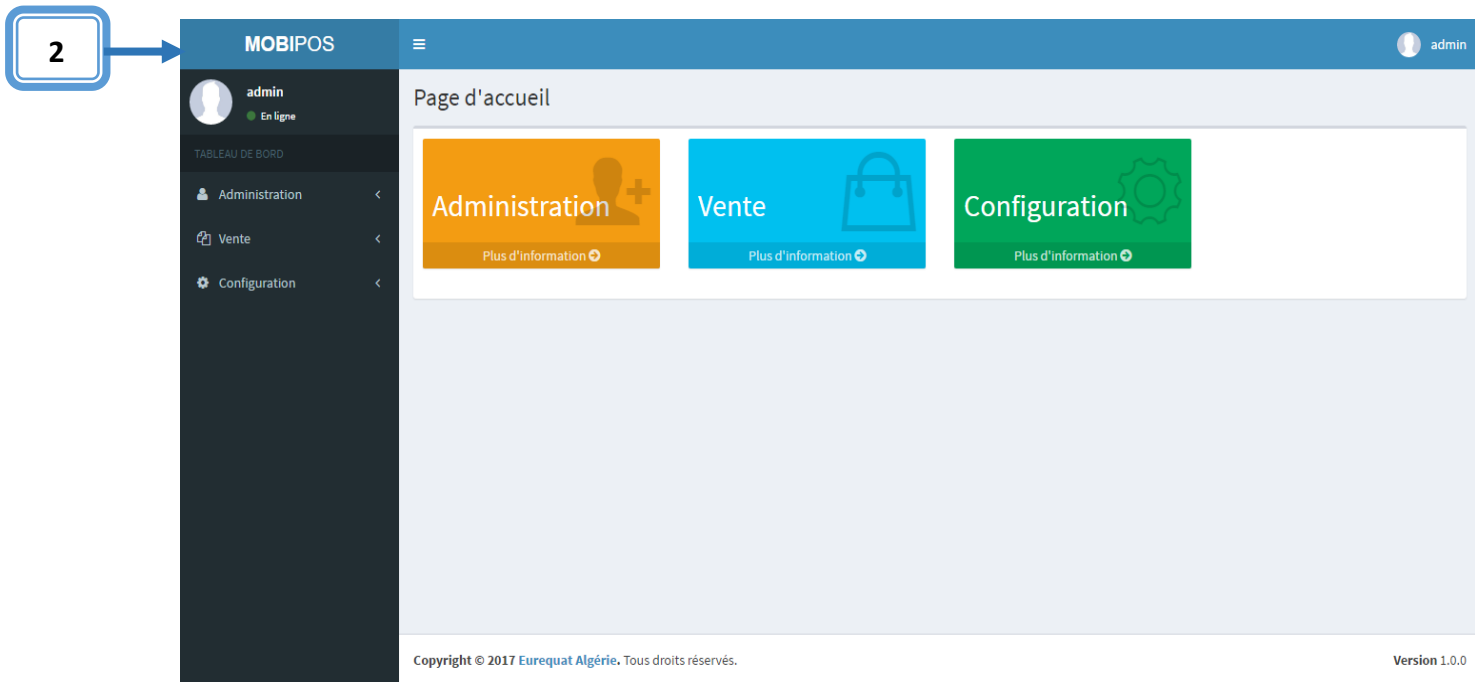 2
MOBIPOS
admin
admin
En ligne
Page d'accueil
TABLEAU DE BORD
Administration
Vente
Configuration
Administration
Plus d'information
Vente
Plus d'information
Configuration
Plus d'information
Copyright © 2017 Eurequat Algérie. Tous droits réservés.
Version 1.0.0